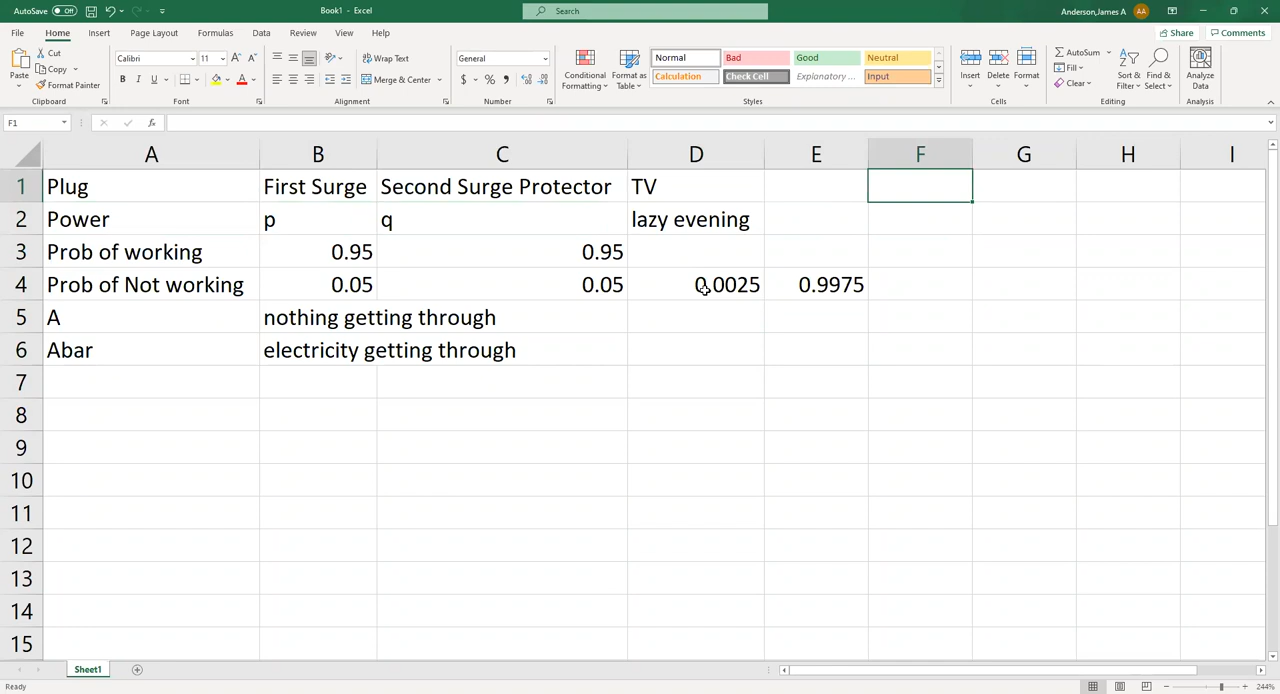 AutoSave Off
Book1 - Excel
Search
Anderson,James A AA
File Home Insert Page Layout Formulas Data Review View Help
Share Comments
Paste
Cut
Copy
Format Painter
Clipboard
Calibri 11
B I U
Font
Wrap Text
Merge & Center
Alignment
General
$ % ,
Number
Conditional Formatting
Format as Table
Normal Bad Good Neutral
Calculation Check Cell Explanatory ... Input
Styles
Insert Delete Format
Cells
AutoSum
Fill
Clear
Sort & Filter
Find & Select
Editing
Analyze Data
Analysis
F1
A B C D E F G H I
1 Plug First Surge Second Surge Protector TV
2 Power p q lazy evening
3 Prob of working 0.95 0.95
4 Prob of Not working 0.05 0.05 0.0025 0.9975
5 A nothing getting through
6 Abar electricity getting through
7
8
9
10
11
12
13
14
15
Sheet1
Ready
244%